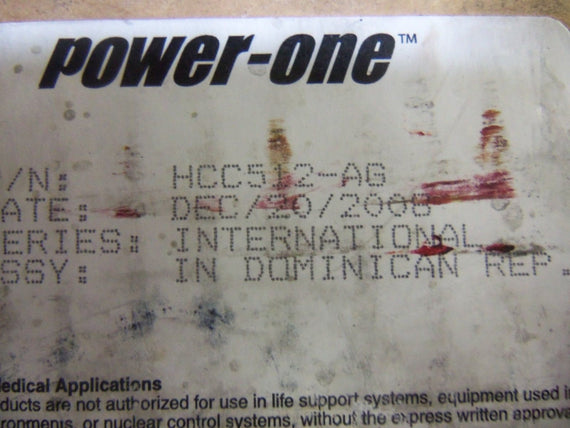 power-one™
/N: HCC512-AG
ATE: DEC/20/2008
ERIES: INTERNATIONAL
SSY: IN DOMINICAN REP.
edical Applications
ducts are not authorized for use in life support systems, equipment used i
ronments, or nuclear control systems, without the express written approva